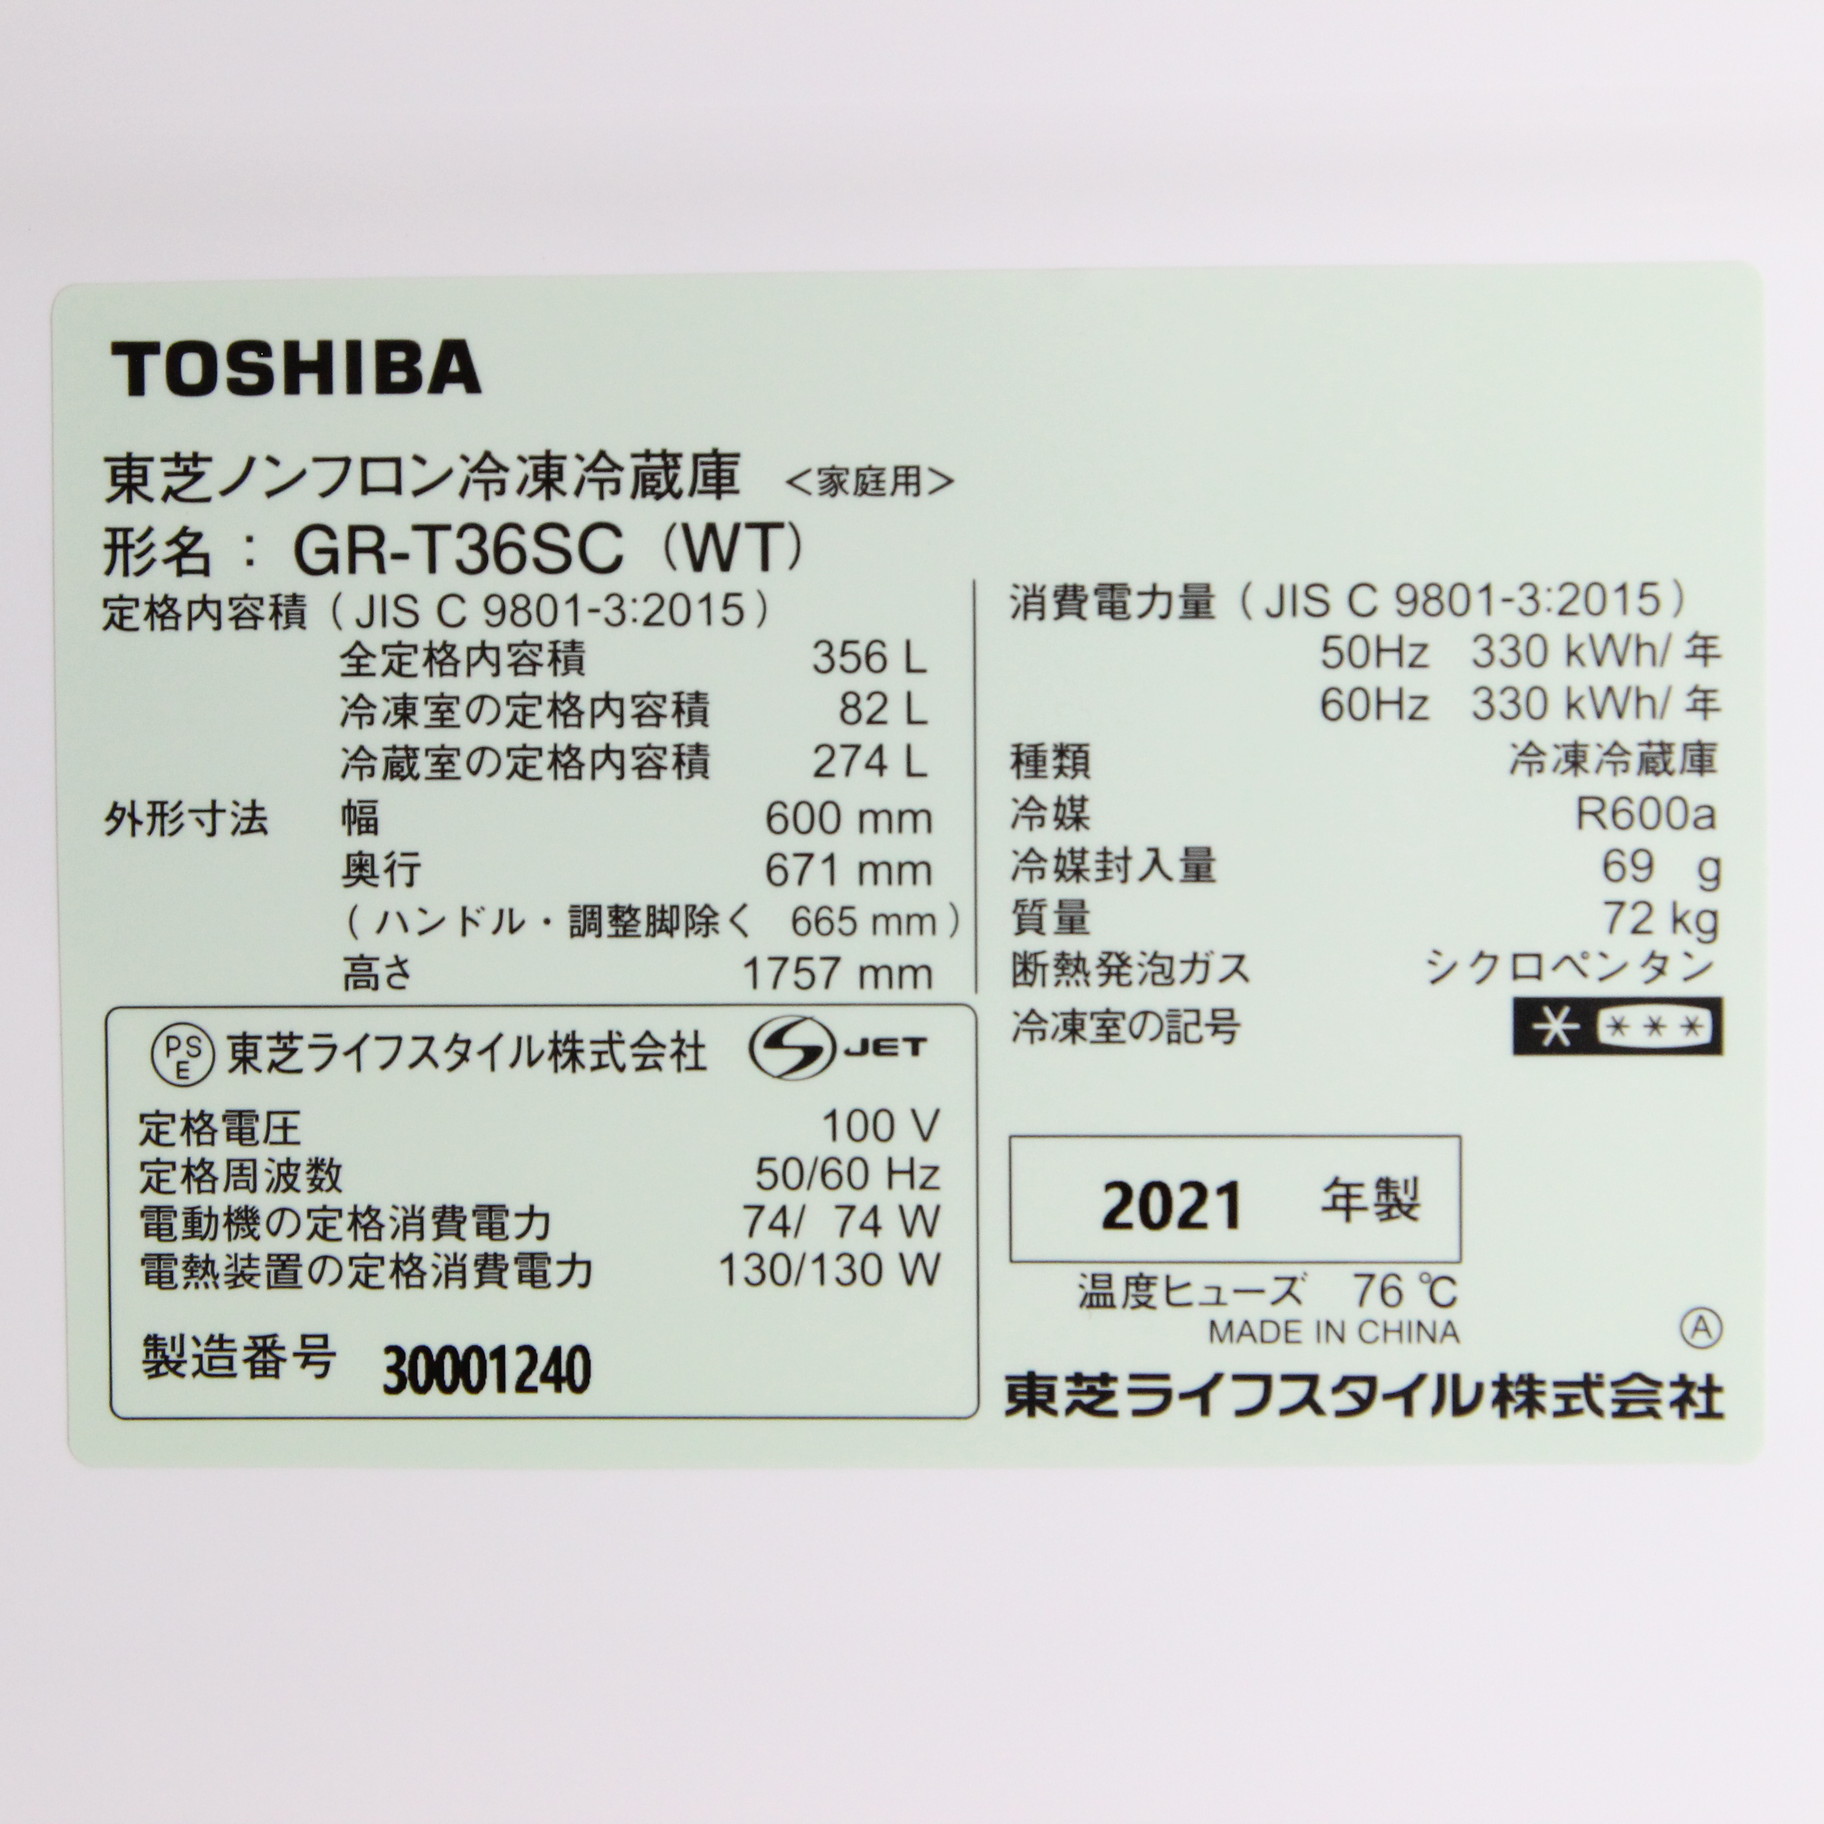 TOSHIBA
東芝ノンフロン冷凍冷蔵庫 <家庭用>
形名：GR-T36SC (WT)
定格内容積 (JIS C 9801-3:2015)
全定格内容積 356 L
冷凍室の定格内容積 82 L
冷蔵室の定格内容積 274 L
外形寸法 幅 600 mm
奥行 671 mm
(ハンドル・調整脚除く 665 mm)
高さ 1757 mm
消費電力量 (JIS C 9801-3:2015)
50Hz 330 kWh/年
60Hz 330 kWh/年
種類 冷凍冷蔵庫
冷媒 R600a
冷媒封入量 69 g
質量 72 kg
断熱発泡ガス シクロペンタン
冷凍室の記号 * ***
PSE 東芝ライフスタイル株式会社 S JET
定格電圧 100 V
定格周波数 50/60 Hz
電動機の定格消費電力 74/ 74 W
電熱装置の定格消費電力 130/130 W
製造番号 30001240
2021 年製
温度ヒューズ 76 ℃
MADE IN CHINA
Ⓐ
東芝ライフスタイル株式会社